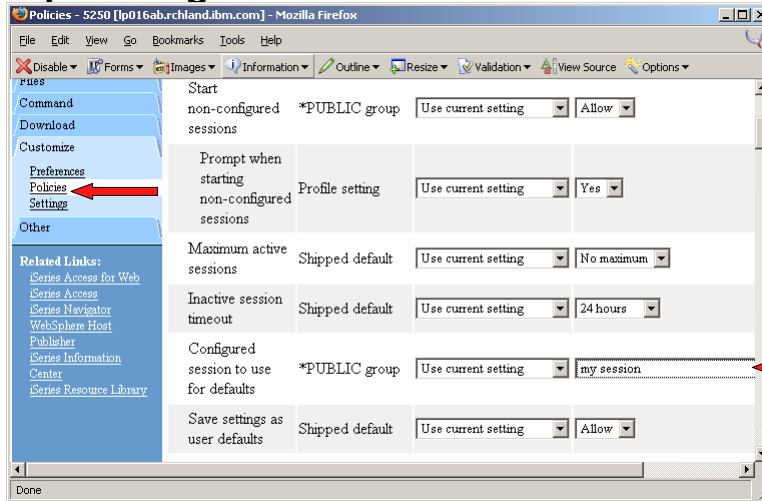 Policies - 5250 [lp016ab.rchland.ibm.com] - Mozilla Firefox
File Edit View Go Bookmarks Tools Help
Disable Forms Images Information Outline Resize Validation View Source Options
Files
Command
Download
Customize
Preferences
Policies
Settings
Other
Related Links:
iSeries Access for Web
iSeries Access
iSeries Navigator
WebSphere Host
Publisher
iSeries Information
Center
iSeries Resource Library
Start
non-configured *PUBLIC group Use current setting Allow
sessions
Prompt when
starting
non-configured Profile setting Use current setting Yes
sessions
Maximum active
sessions Shipped default Use current setting No maximum
Inactive session
timeout Shipped default Use current setting 24 hours
Configured
session to use *PUBLIC group Use current setting my session
for defaults
Save settings as
user defaults Shipped default Use current setting Allow
Done